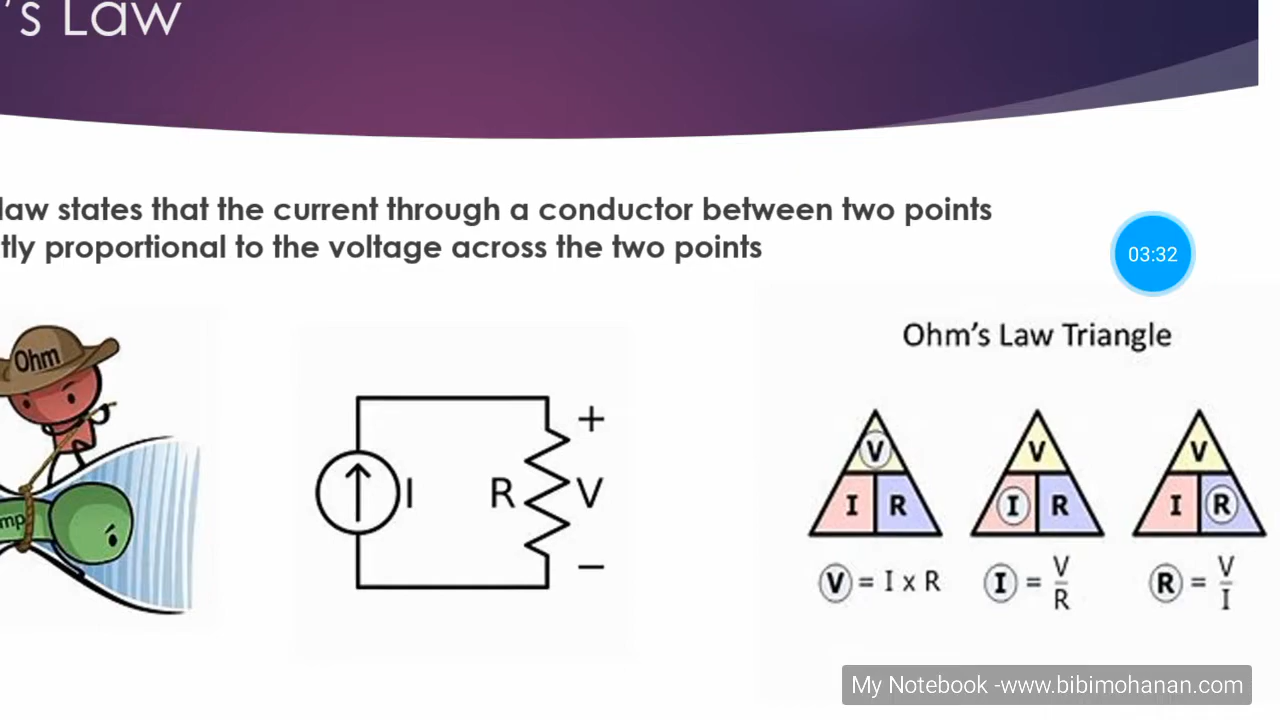 's Law
law states that the current through a conductor between two points
tly proportional to the voltage across the two points
03:32
Ohm
mp
I
R
+
V
–
Ohm's Law Triangle
V
I R
V = I x R
V
I R
I = V/R
V
I R
R = V/I
My Notebook -www.bibimohanan.com